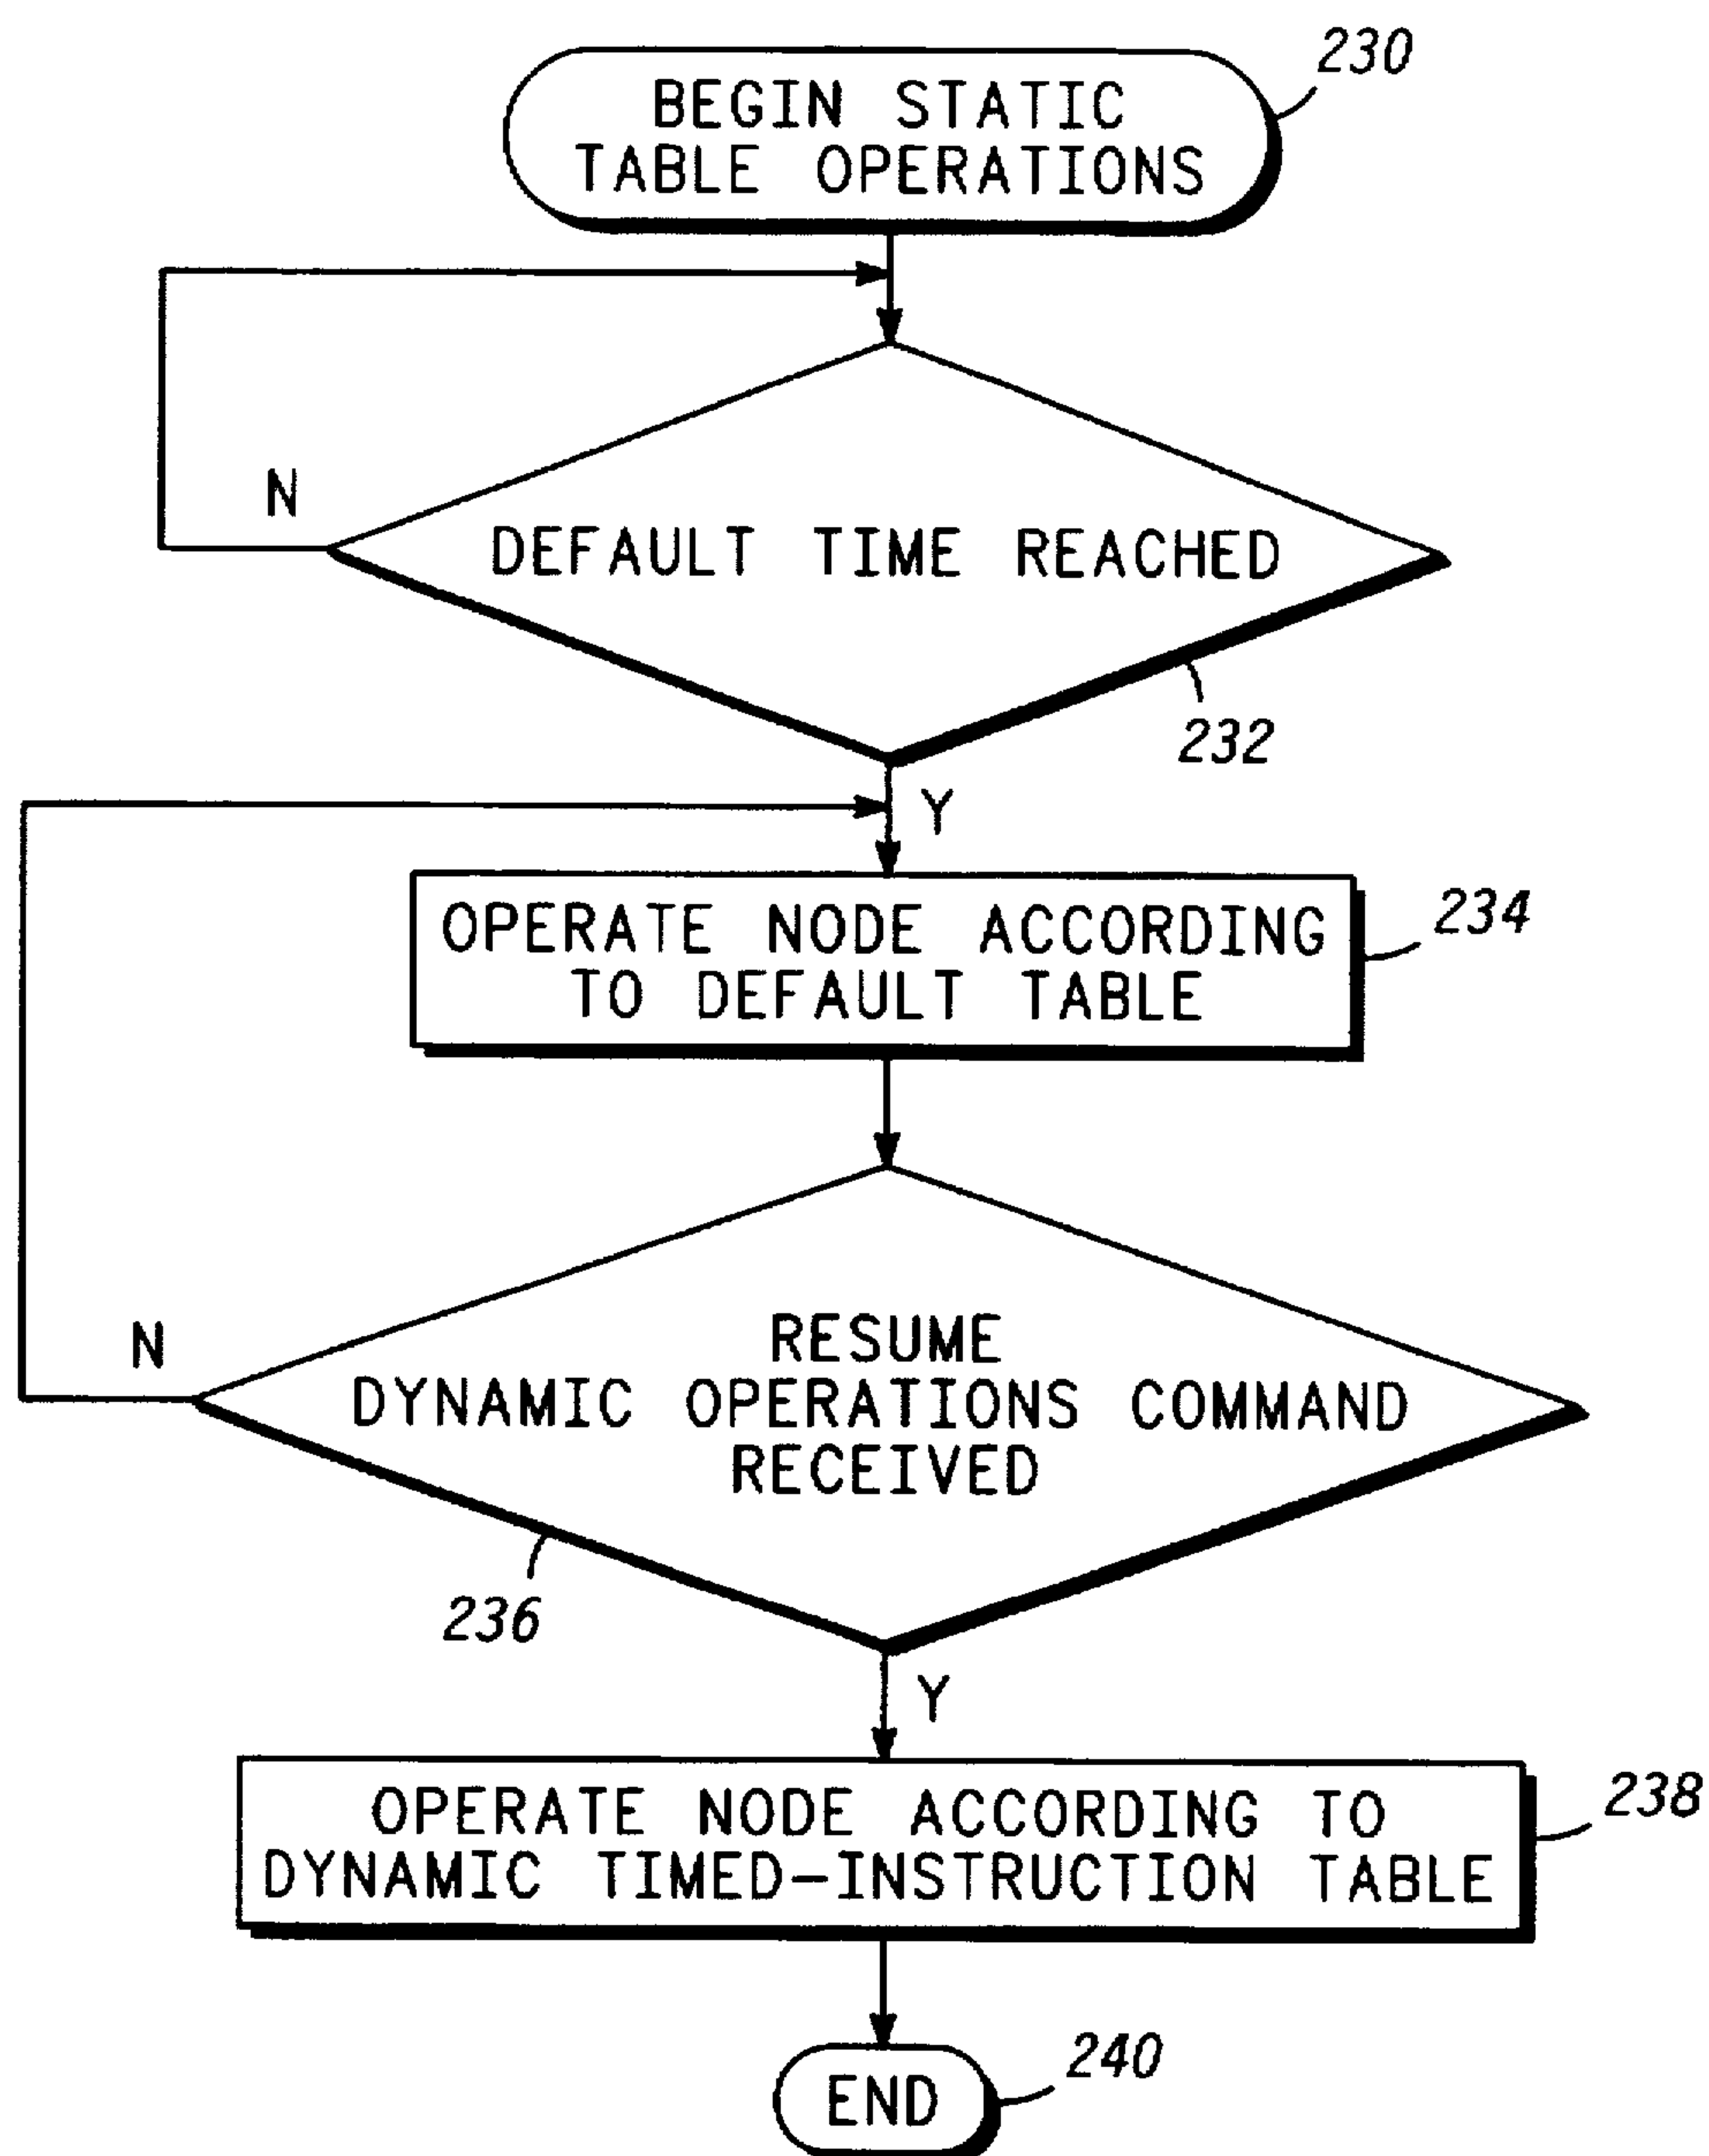 230
BEGIN STATIC
TABLE OPERATIONS
N
DEFAULT TIME REACHED
232
Y
234
OPERATE NODE ACCORDING
TO DEFAULT TABLE
RESUME
N
DYNAMIC OPERATIONS COMMAND
RECEIVED
236
Y
238
OPERATE NODE ACCORDING TO
DYNAMIC TIMED-INSTRUCTION TABLE
240
END